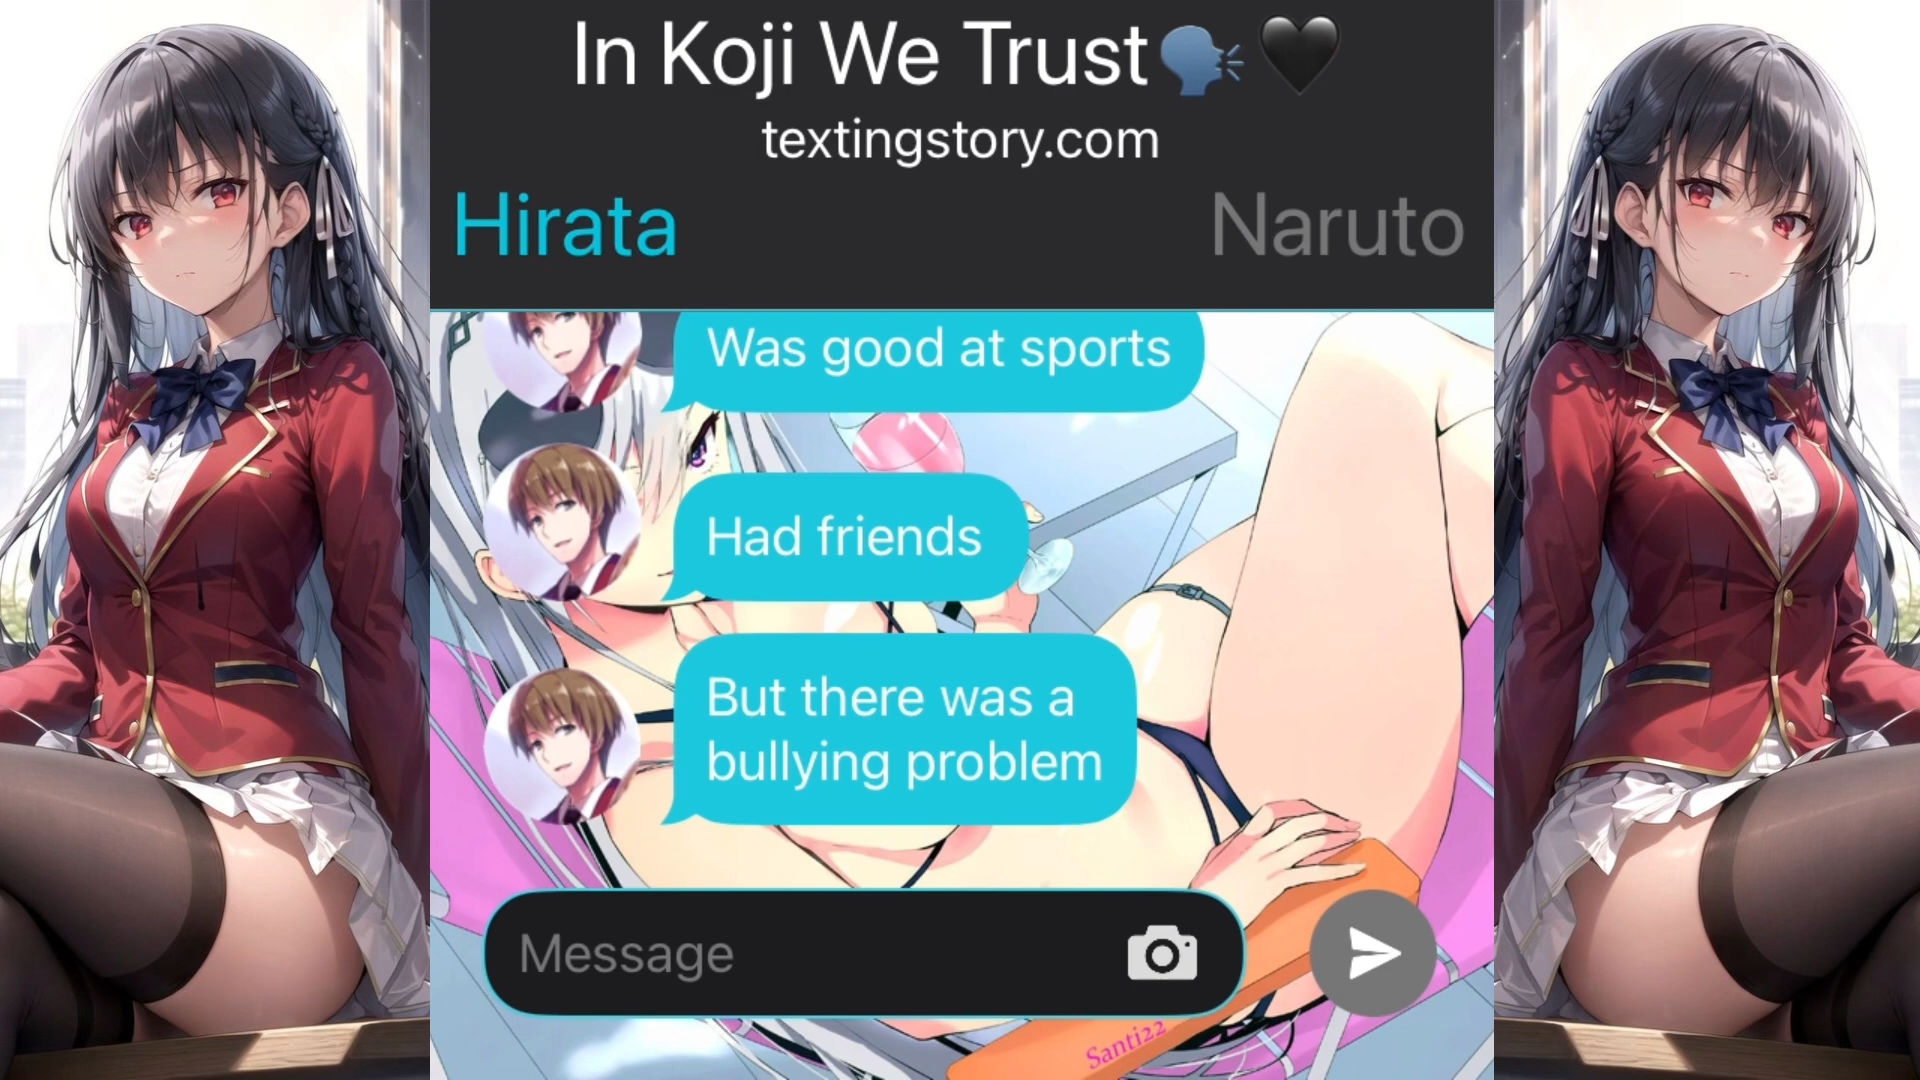 In Koji We Trust🗣️🖤
textingstory.com
Hirata
Naruto
Was good at sports
Had friends
But there was a
bullying problem
Message
Santi22